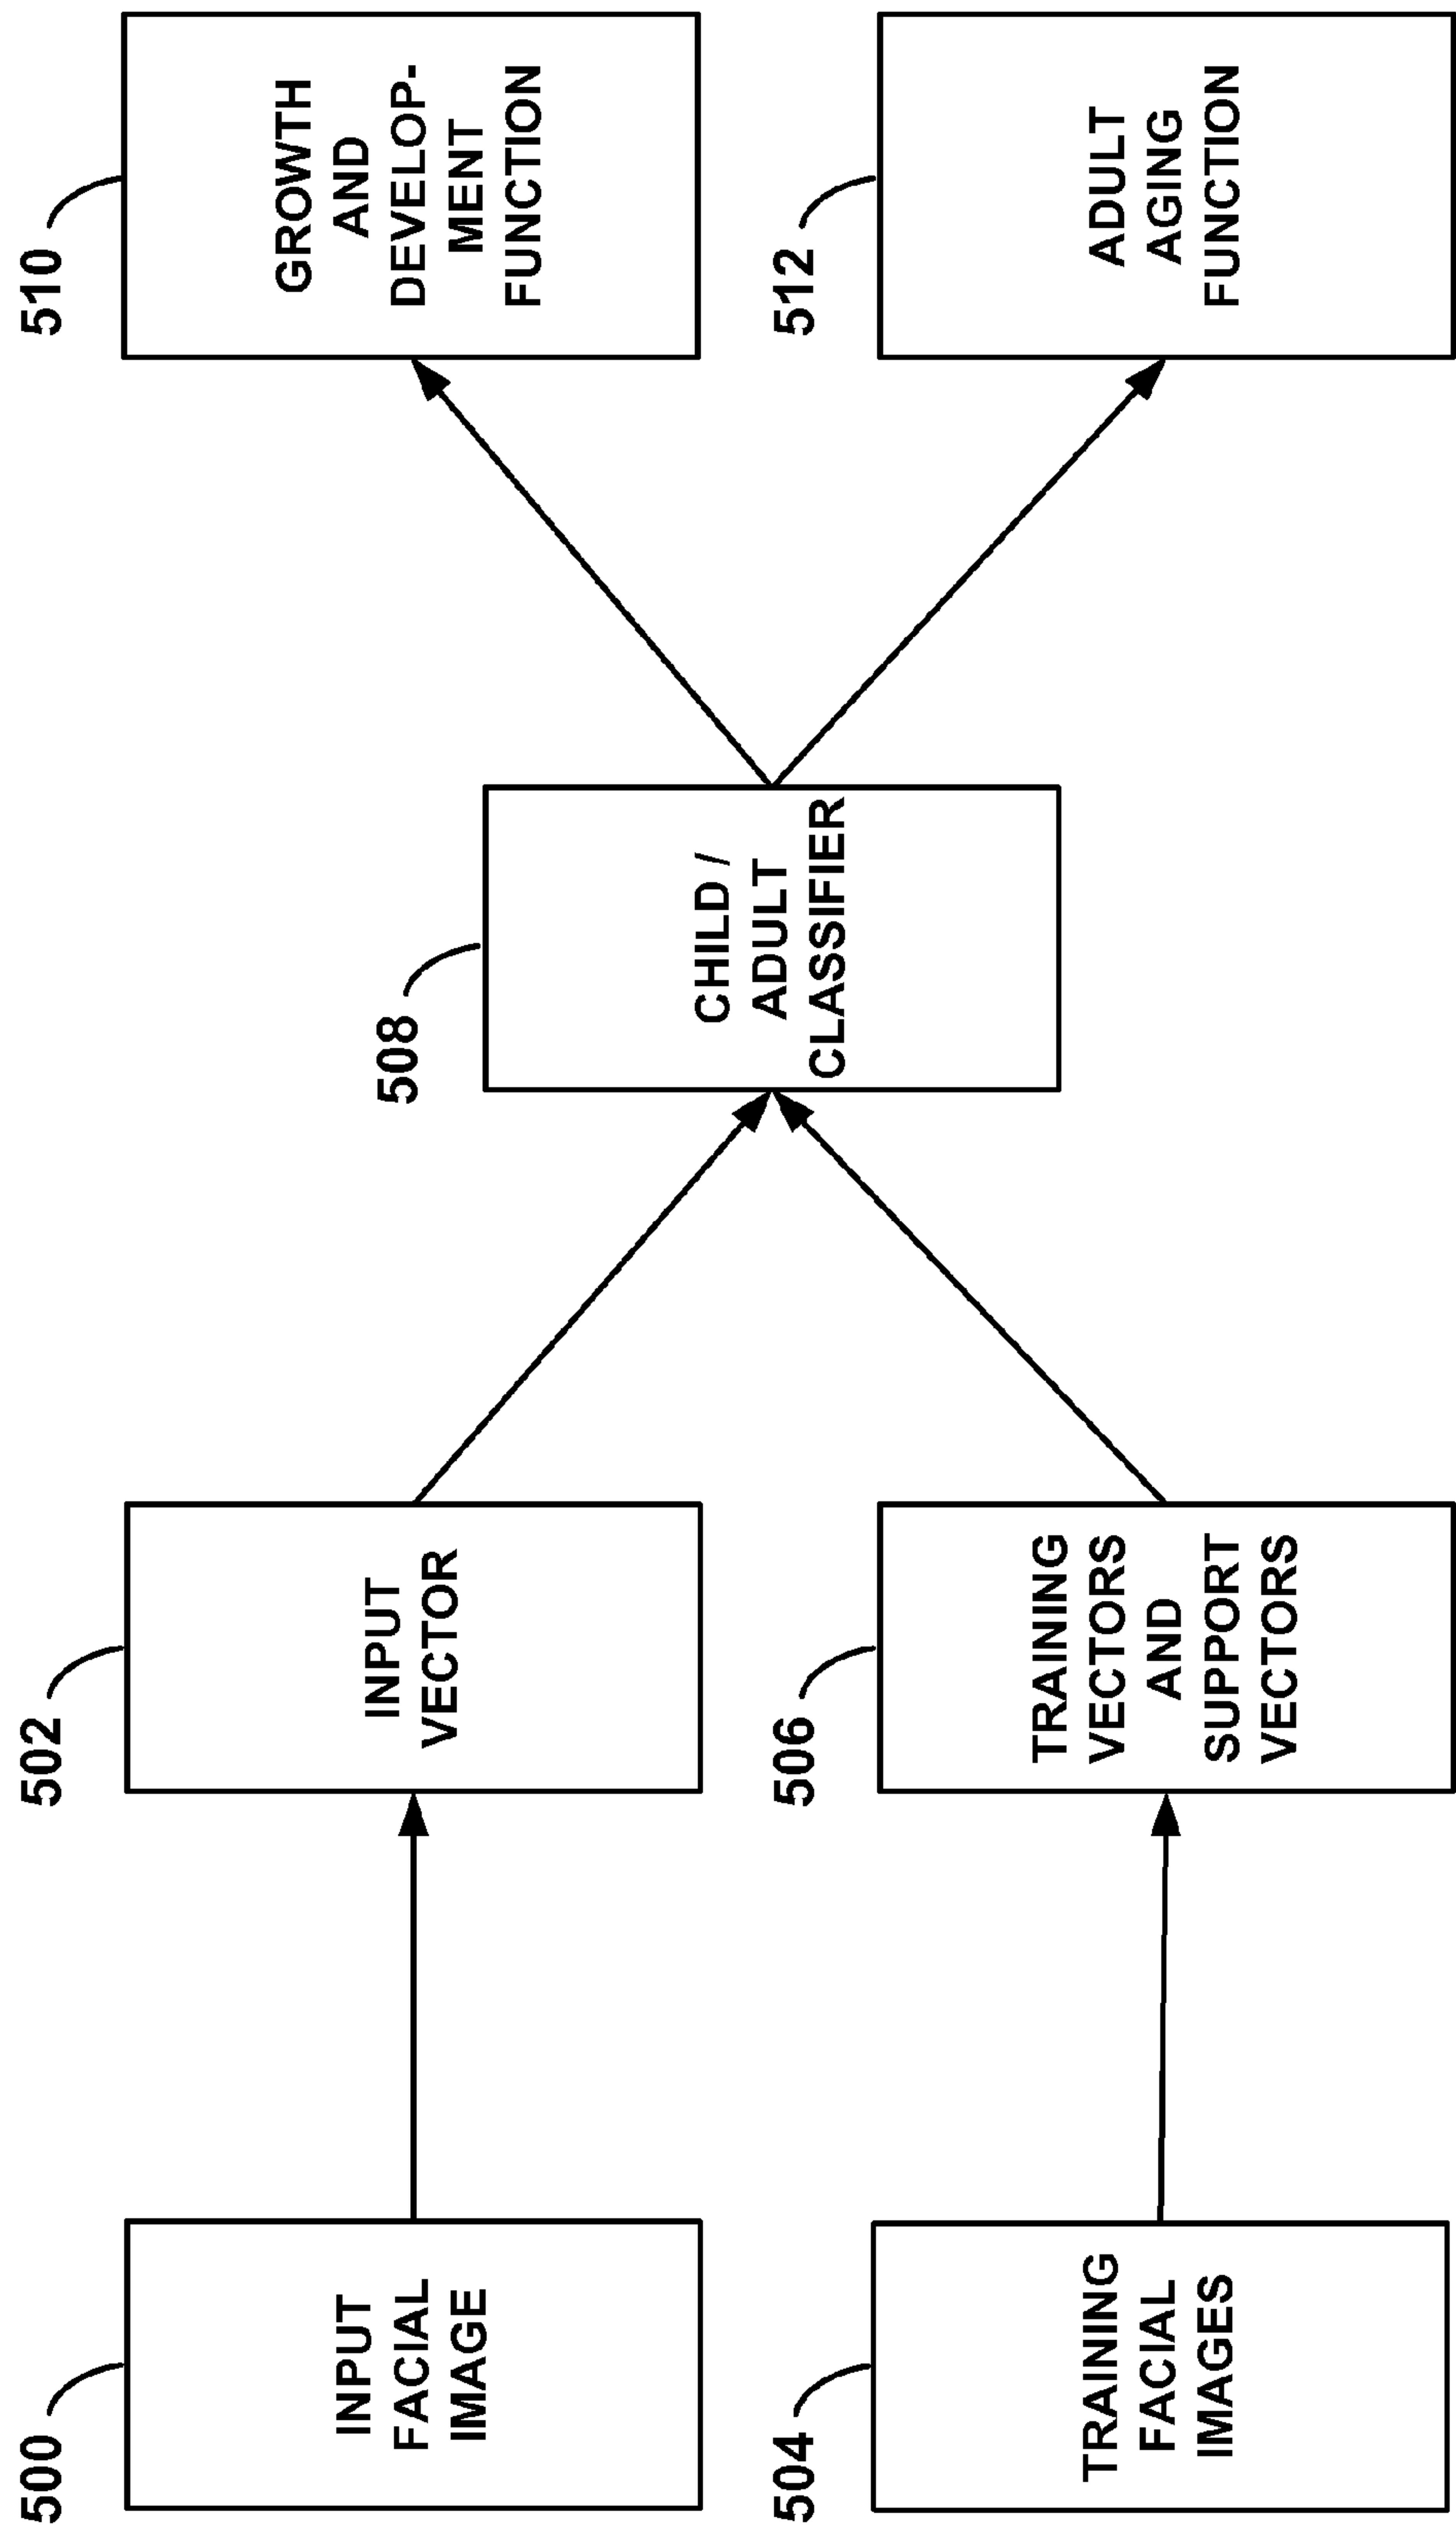 500
INPUT
FACIAL
IMAGE
502
INPUT
VECTOR
504
TRAINING
FACIAL
IMAGES
506
TRAINING
VECTORS
AND
SUPPORT
VECTORS
508
CHILD /
ADULT
CLASSIFIER
510
GROWTH
AND
DEVELOP-
MENT
FUNCTION
512
ADULT
AGING
FUNCTION